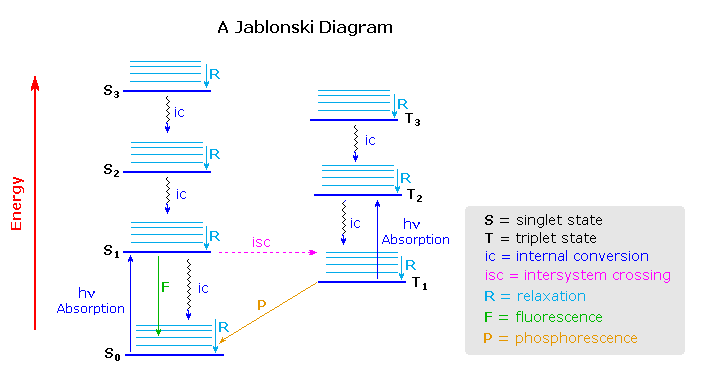 A Jablonski Diagram
S3
R
ic
T3
R
ic
S2
R
ic
T2
R
ic
hν
Absorption
S1
R
isc
T1
R
hν
Absorption
F
ic
P
S0
R
Energy
S = singlet state
T = triplet state
ic = internal conversion
isc = intersystem crossing
R = relaxation
F = fluorescence
P = phosphorescence